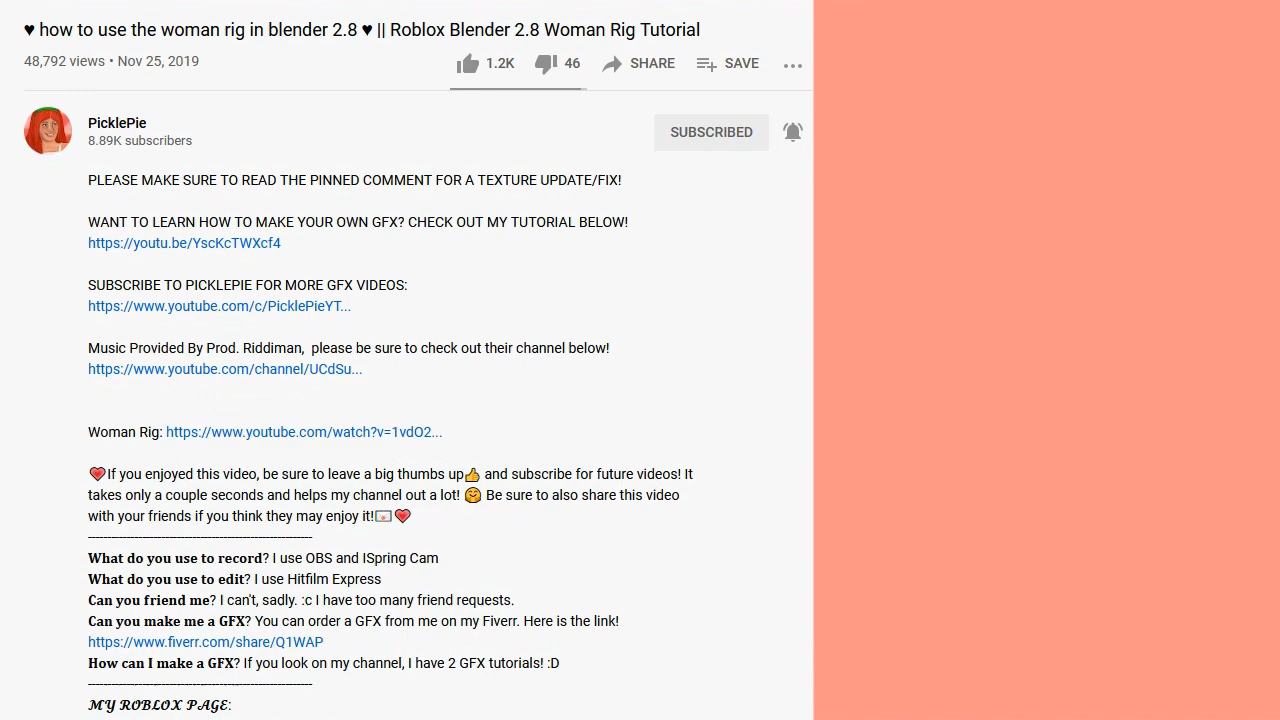 ♥ how to use the woman rig in blender 2.8 ♥ || Roblox Blender 2.8 Woman Rig Tutorial
48,792 views • Nov 25, 2019
1.2K 46 SHARE SAVE ...
PicklePie
8.89K subscribers
SUBSCRIBED
PLEASE MAKE SURE TO READ THE PINNED COMMENT FOR A TEXTURE UPDATE/FIX!
WANT TO LEARN HOW TO MAKE YOUR OWN GFX? CHECK OUT MY TUTORIAL BELOW!
https://youtu.be/YscKcTWXcf4
SUBSCRIBE TO PICKLEPIE FOR MORE GFX VIDEOS:
https://www.youtube.com/c/PicklePieYT...
Music Provided By Prod. Riddiman,  please be sure to check out their channel below!
https://www.youtube.com/channel/UCdSu...
Woman Rig: https://www.youtube.com/watch?v=1vdO2...
❤️If you enjoyed this video, be sure to leave a big thumbs up👍 and subscribe for future videos! It
takes only a couple seconds and helps my channel out a lot! 🤗 Be sure to also share this video
with your friends if you think they may enjoy it!💌❤️
--------------------------------------------------------
𝐖𝐡𝐚𝐭 𝐝𝐨 𝐲𝐨𝐮 𝐮𝐬𝐞 𝐭𝐨 𝐫𝐞𝐜𝐨𝐫𝐝? I use OBS and ISpring Cam
𝐖𝐡𝐚𝐭 𝐝𝐨 𝐲𝐨𝐮 𝐮𝐬𝐞 𝐭𝐨 𝐞𝐝𝐢𝐭? I use Hitfilm Express
𝐂𝐚𝐧 𝐲𝐨𝐮 𝐟𝐫𝐢𝐞𝐧𝐝 𝐦𝐞? I can't, sadly. :c I have too many friend requests.
𝐂𝐚𝐧 𝐲𝐨𝐮 𝐦𝐚𝐤𝐞 𝐦𝐞 𝐚 𝐆𝐅𝐗? You can order a GFX from me on my Fiverr. Here is the link!
https://www.fiverr.com/share/Q1WAP
𝐇𝐨𝐰 𝐜𝐚𝐧 𝐈 𝐦𝐚𝐤𝐞 𝐚 𝐆𝐅𝐗? If you look on my channel, I have 2 GFX tutorials! :D
--------------------------------------------------------
𝓜𝓨 𝓡𝓞𝓑𝓛𝓞𝓧 𝓟𝓐𝓖𝓔: